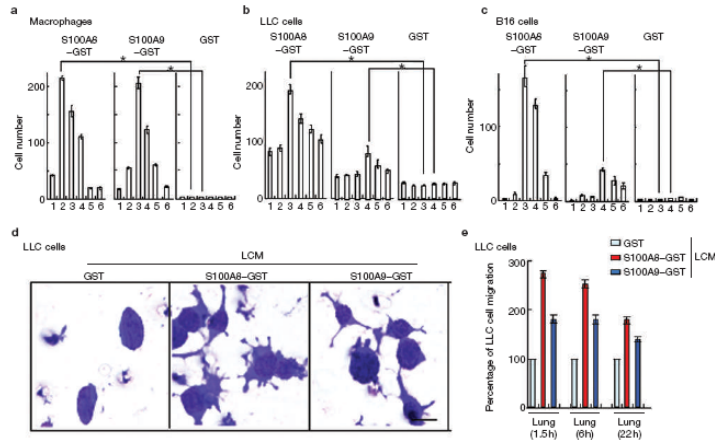 a Macrophages
S100A8 –GST S100A9 –GST GST
*
*
Cell number
200
100
0
1 2 3 4 5 6 1 2 3 4 5 6 1 2 3 4 5 6
b LLC cells
S100A8 –GST S100A9 –GST GST
*
*
Cell number
200
100
0
1 2 3 4 5 6 1 2 3 4 5 6 1 2 3 4 5 6
c B16 cells
S100A8 –GST S100A9 –GST GST
*
*
Cell number
100
0
1 2 3 4 5 6 1 2 3 4 5 6 1 2 3 4 5 6
d LLC cells
LCM
GST S100A8–GST S100A9–GST
e LLC cells
GST
S100A8–GST
S100A9–GST
LCM
Percentage of LLC cell migration
300
200
100
0
Lung (1.5h) Lung (6h) Lung (22h)